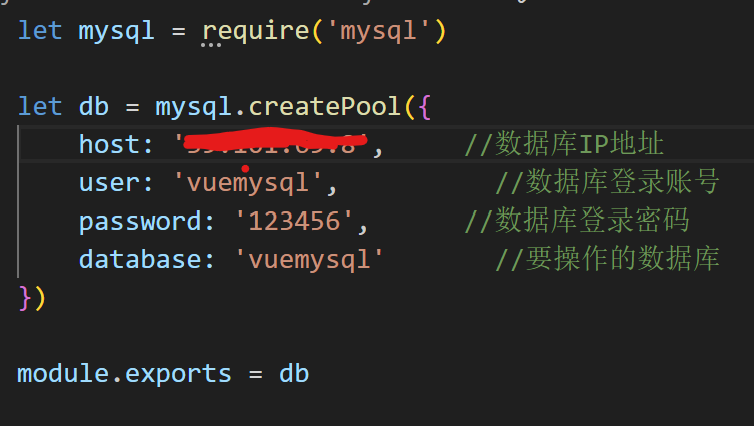 let mysql = require('mysql')
let db = mysql.createPool({
host: ' ', //数据库IP地址
user: 'vuemysql', //数据库登录账号
password: '123456', //数据库登录密码
database: 'vuemysql' //要操作的数据库
})
module.exports = db